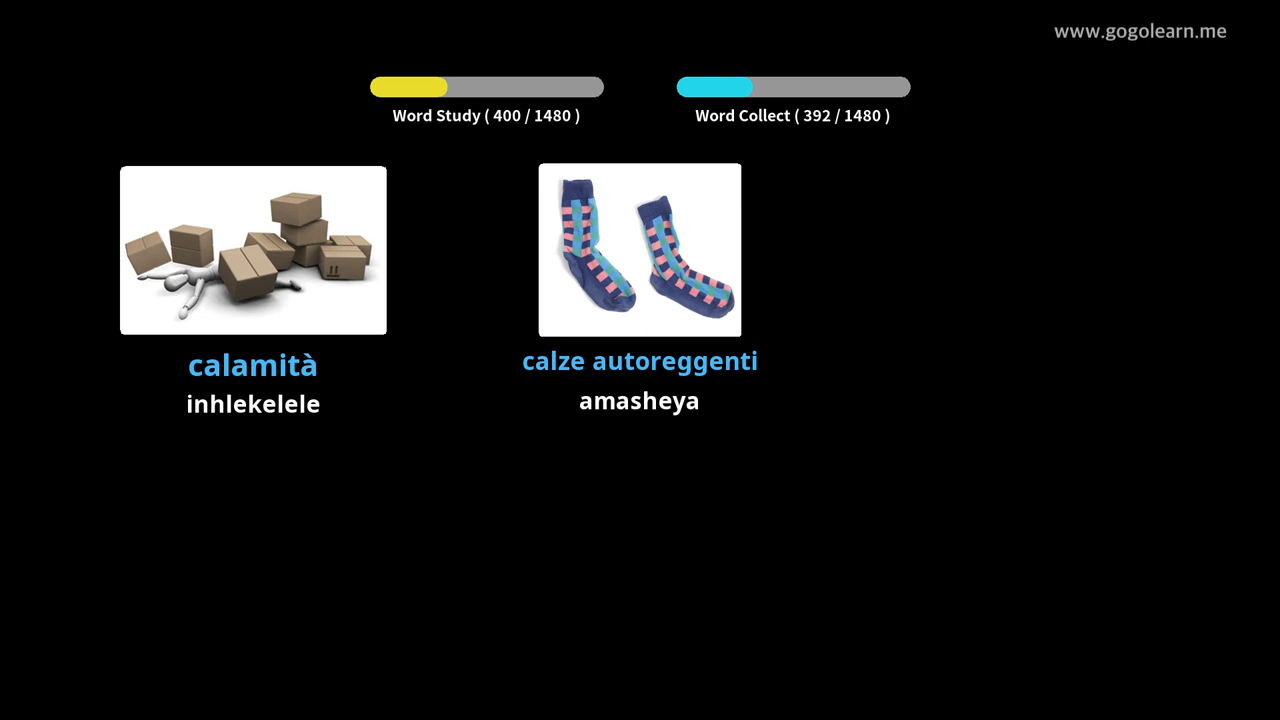 www.gogolearn.me
Word Study ( 400 / 1480 )
Word Collect ( 392 / 1480 )
calamità
inhlekelele
calze autoreggenti
amasheya